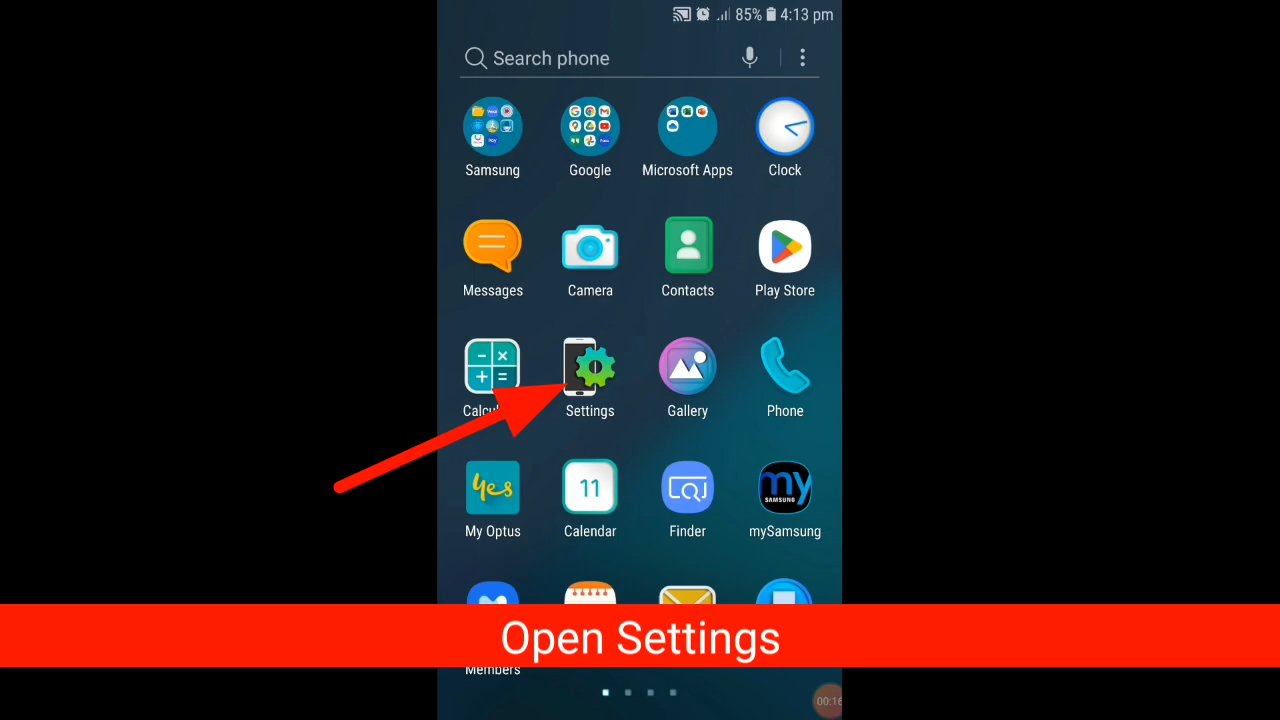 85% 4:13 pm
Search phone
Samsung Google Microsoft Apps Clock
Messages Camera Contacts Play Store
Settings Gallery Phone
yes 11 my SAMSUNG
My Optus Calendar Finder mySamsung
Open Settings
Members
00:16